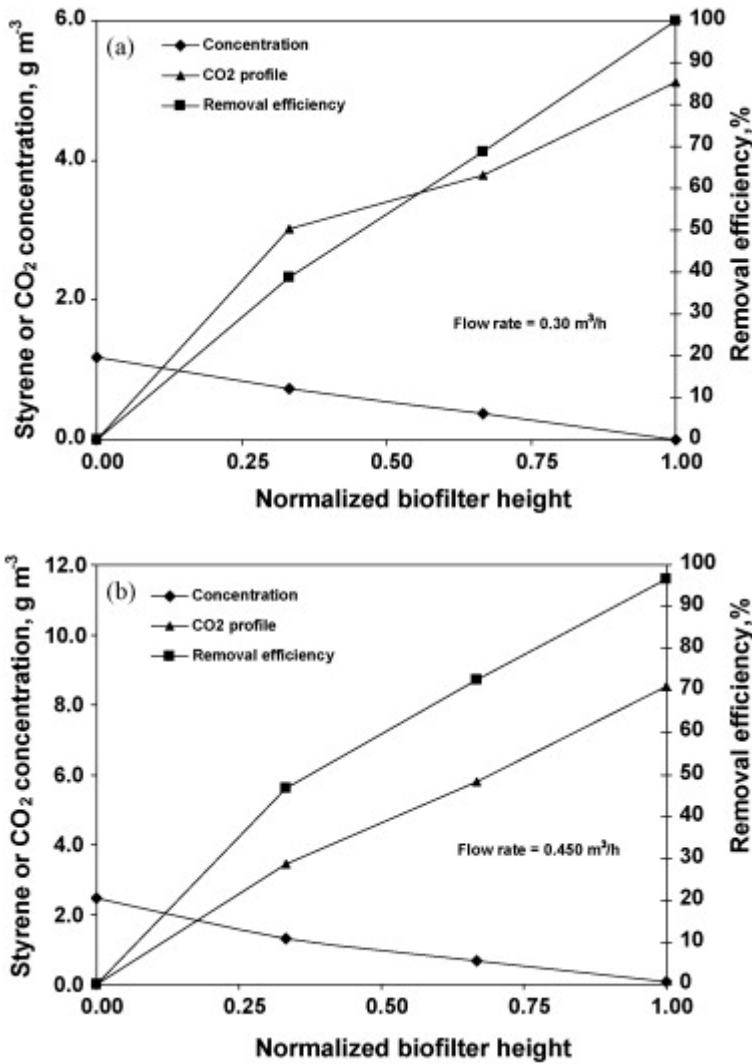 (a)
Concentration
CO2 profile
Removal efficiency
Flow rate = 0.30 m³/h
6.0
4.0
2.0
0.0
Styrene or CO₂ concentration, g m⁻³
100
90
80
70
60
50
40
30
20
10
0
Removal efficiency,%
0.00 0.25 0.50 0.75 1.00
Normalized biofilter height
(b)
Concentration
CO2 profile
Removal efficiency
Flow rate = 0.450 m³/h
12.0
10.0
8.0
6.0
4.0
2.0
0.0
Styrene or CO₂ concentration, g m⁻³
100
90
80
70
60
50
40
30
20
10
0
Removal efficiency,%
0.00 0.25 0.50 0.75 1.00
Normalized biofilter height